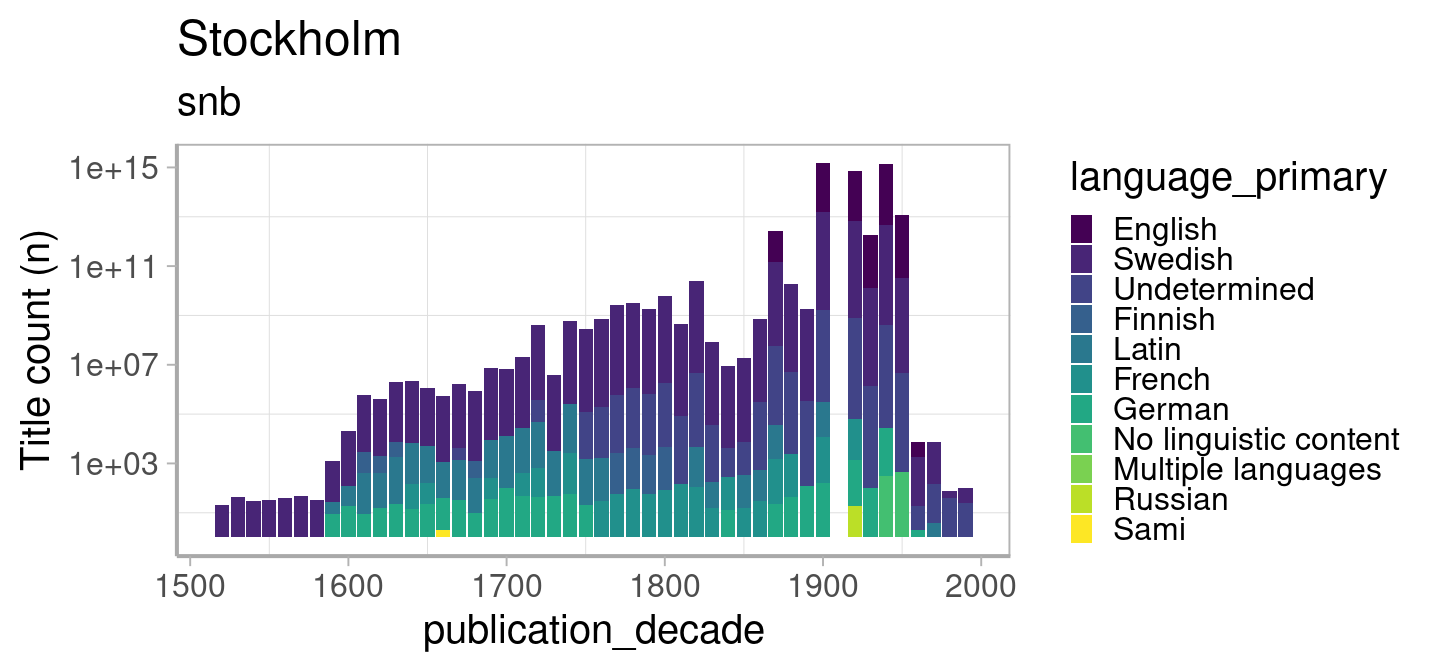 Stockholm
snb
1e+15
1e+11
1e+07
1e+03
Title count (n)
1500 1600 1700 1800 1900 2000
publication_decade
language_primary
English
Swedish
Undetermined
Finnish
Latin
French
German
No linguistic content
Multiple languages
Russian
Sami